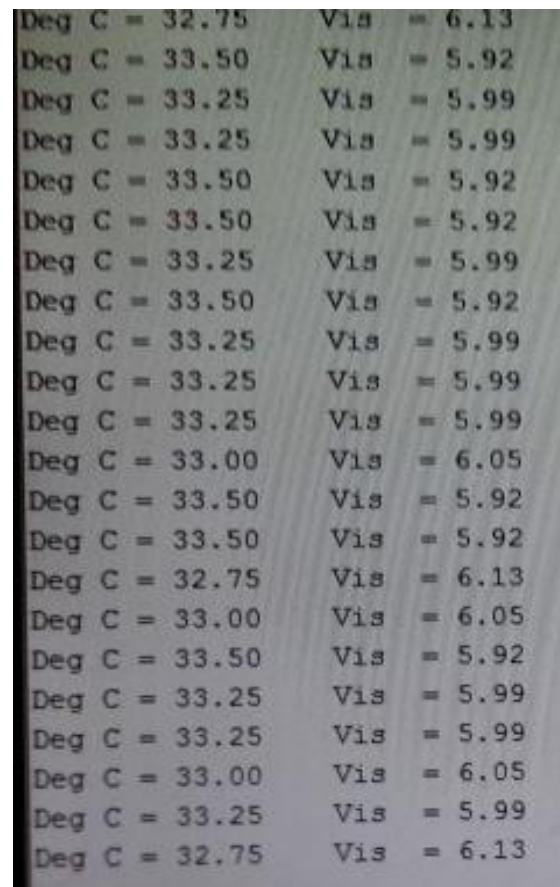 Deg C = 32.75 Vis = 6.13
Deg C = 33.50 Vis = 5.92
Deg C = 33.25 Vis = 5.99
Deg C = 33.25 Vis = 5.99
Deg C = 33.50 Vis = 5.92
Deg C = 33.50 Vis = 5.92
Deg C = 33.25 Vis = 5.99
Deg C = 33.50 Vis = 5.92
Deg C = 33.25 Vis = 5.99
Deg C = 33.25 Vis = 5.99
Deg C = 33.25 Vis = 5.99
Deg C = 33.00 Vis = 6.05
Deg C = 33.50 Vis = 5.92
Deg C = 33.50 Vis = 5.92
Deg C = 32.75 Vis = 6.13
Deg C = 33.00 Vis = 6.05
Deg C = 33.50 Vis = 5.92
Deg C = 33.25 Vis = 5.99
Deg C = 33.25 Vis = 5.99
Deg C = 33.00 Vis = 6.05
Deg C = 33.25 Vis = 5.99
Deg C = 32.75 Vis = 6.13